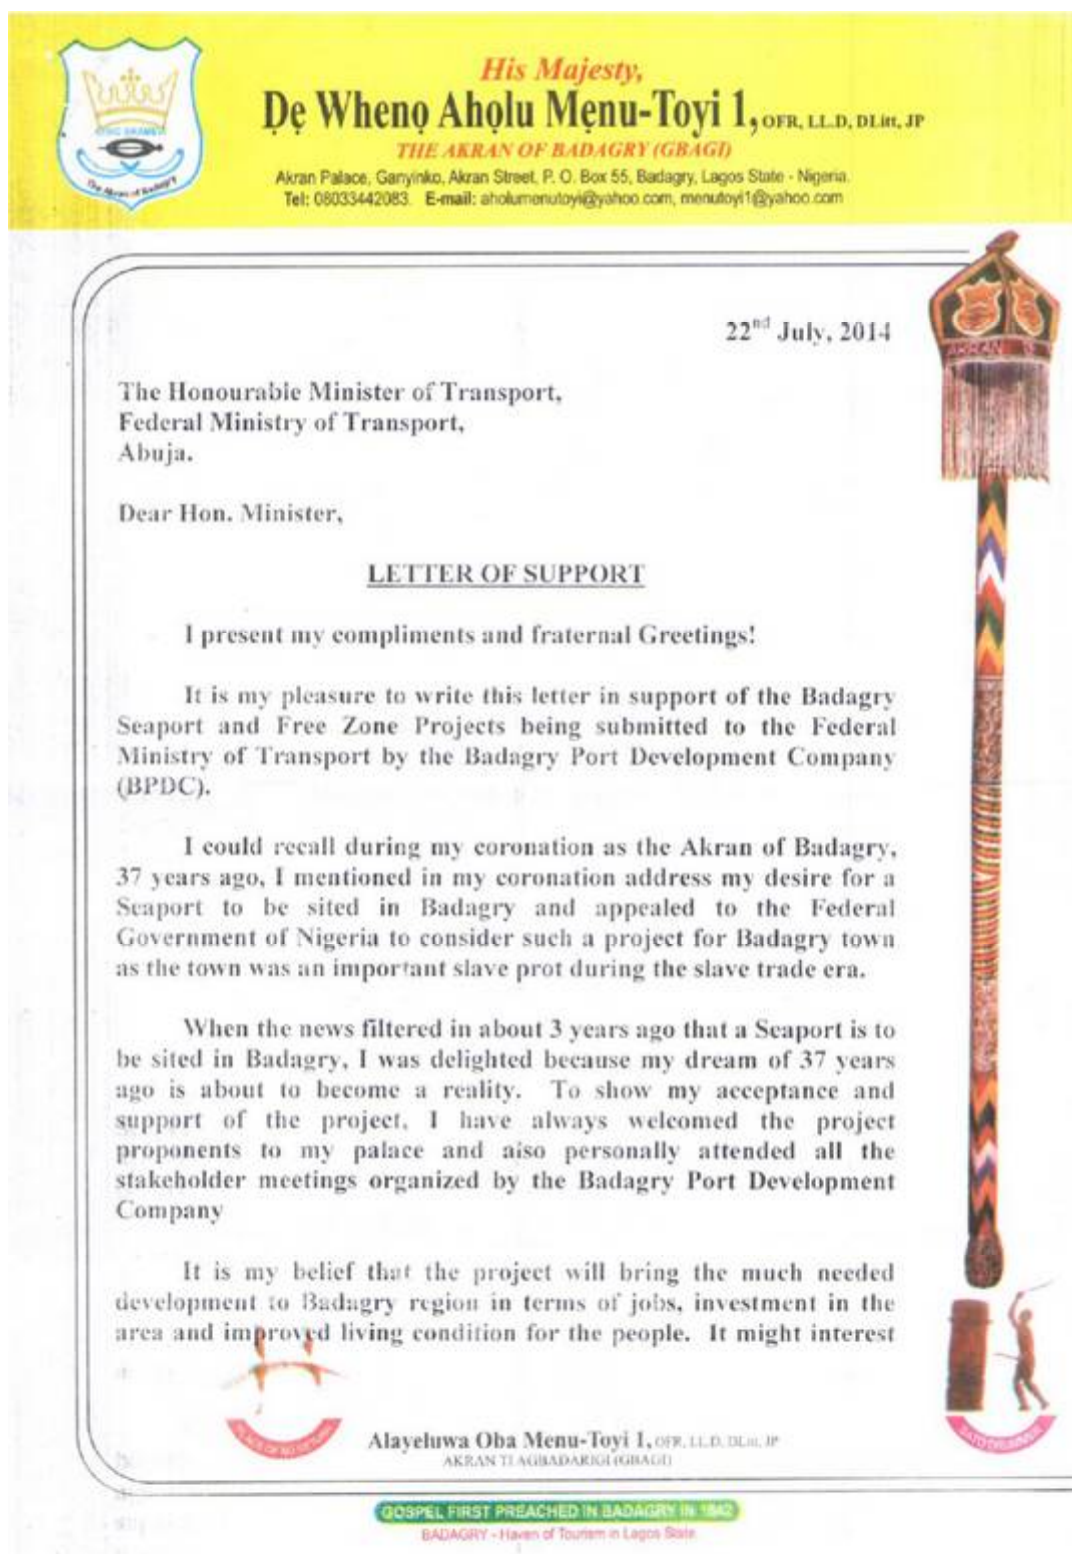 His Majesty,
Dẹ Whenọ Ahọlu Mẹnu-Toyi 1, OFR, LL.D, DLitt, JP
THE AKRAN OF BADAGRY (GBAGI)
Akran Palace, Ganyinko, Akran Street, P. O. Box 55, Badagry, Lagos State - Nigeria.
Tel: 08033442083. E-mail: aholumenutoyi@yahoo.com, menutoyi1@yahoo.com
The Akran of Badagry
AKRAN
22nd July, 2014
The Honourable Minister of Transport,
Federal Ministry of Transport,
Abuja.
Dear Hon. Minister,
LETTER OF SUPPORT
I present my compliments and fraternal Greetings!
It is my pleasure to write this letter in support of the Badagry
Seaport and Free Zone Projects being submitted to the Federal
Ministry of Transport by the Badagry Port Development Company
(BPDC).
I could recall during my coronation as the Akran of Badagry,
37 years ago, I mentioned in my coronation address my desire for a
Seaport to be sited in Badagry and appealed to the Federal
Government of Nigeria to consider such a project for Badagry town
as the town was an important slave prot during the slave trade era.
When the news filtered in about 3 years ago that a Seaport is to
be sited in Badagry, I was delighted because my dream of 37 years
ago is about to become a reality. To show my acceptance and
support of the project, I have always welcomed the project
proponents to my palace and also personally attended all the
stakeholder meetings organized by the Badagry Port Development
Company
It is my belief that the project will bring the much needed
development to Badagry region in terms of jobs, investment in the
area and improved living condition for the people. It might interest
PLACE OF NO RETURN
SATO DRUMMER
Alayeluwa Oba Menu-Toyi 1, OFR, LL.D, DLitt, JP
AKRAN TI AGBADARIGI (GBAGI)
GOSPEL FIRST PREACHED IN BADAGRY IN 1842
BADAGRY - Haven of Tourism in Lagos State